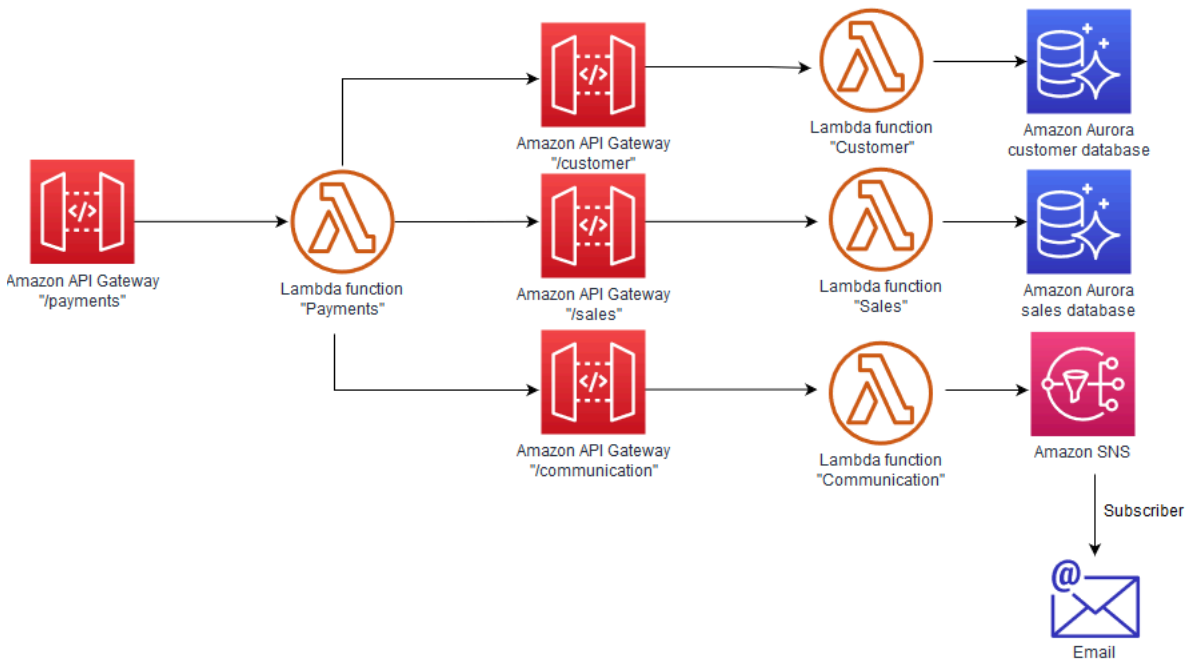 Amazon API Gateway
"/payments"
Lambda function
"Payments"
Amazon API Gateway
"/customer"
Lambda function
"Customer"
Amazon Aurora
customer database
Amazon API Gateway
"/sales"
Lambda function
"Sales"
Amazon Aurora
sales database
Amazon API Gateway
"/communication"
Lambda function
"Communication"
Amazon SNS
Subscriber
@
Email